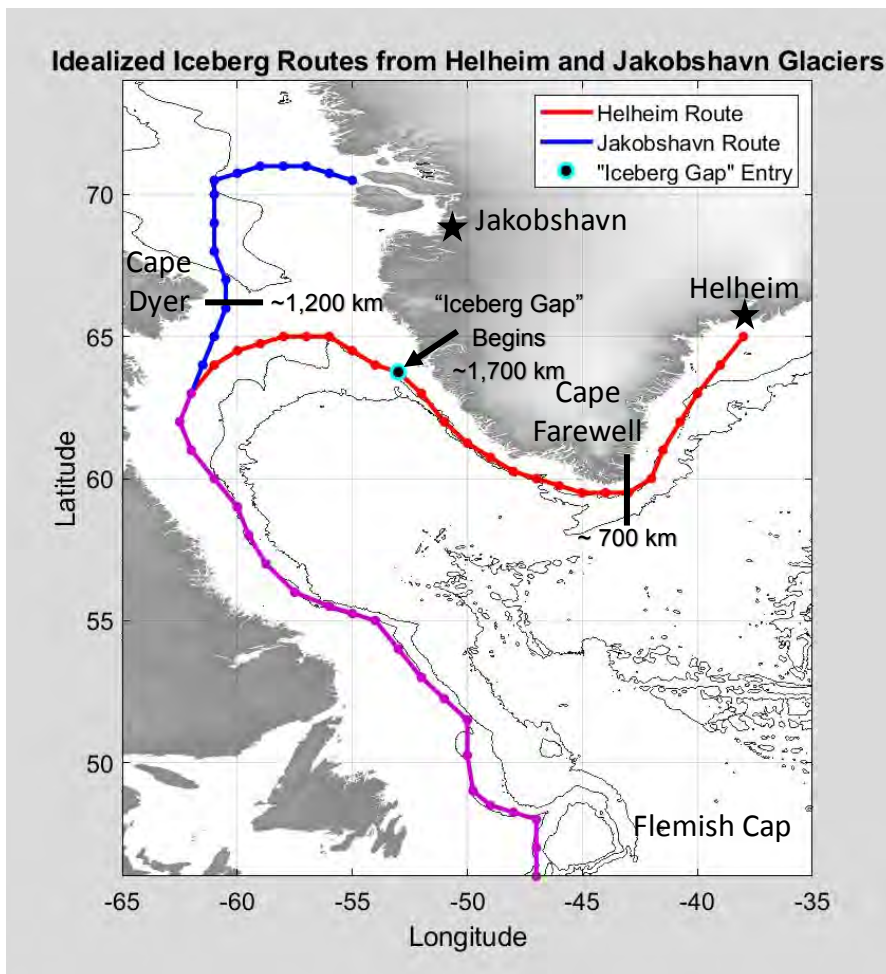 Idealized Iceberg Routes from Helheim and Jakobshavn Glaciers
Helheim Route
Jakobshavn Route
"Iceberg Gap" Entry
Jakobshavn
Cape
Dyer
~1,200 km
“Iceberg Gap”
Begins
~1,700 km
Helheim
Cape
Farewell
~ 700 km
Flemish Cap
70
65
60
55
50
Latitude
-65
-60
-55
-50
-45
-40
-35
Longitude